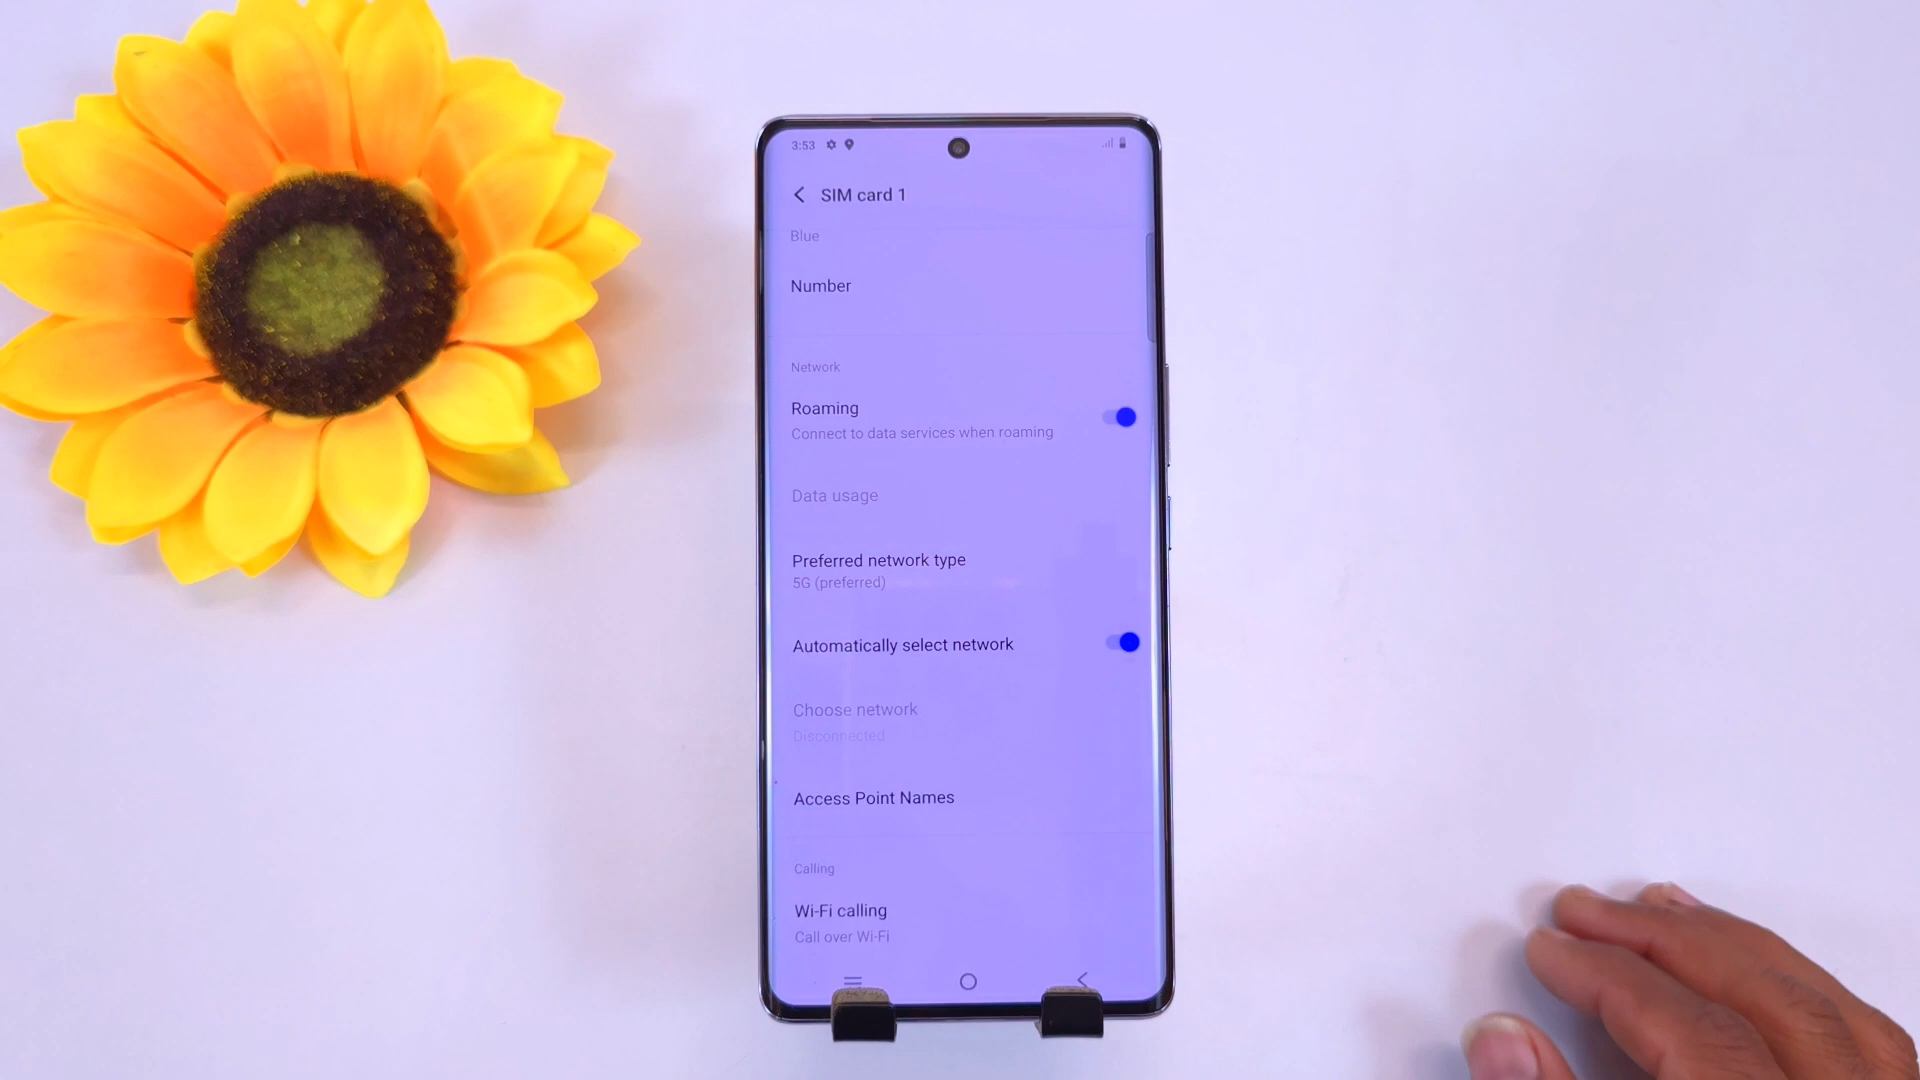 3:53
SIM card 1
Blue
Number
Network
Roaming
Connect to data services when roaming
Data usage
Preferred network type
5G (preferred)
Automatically select network
Choose network
Disconnected
Access Point Names
Calling
Wi-Fi calling
Call over Wi-Fi